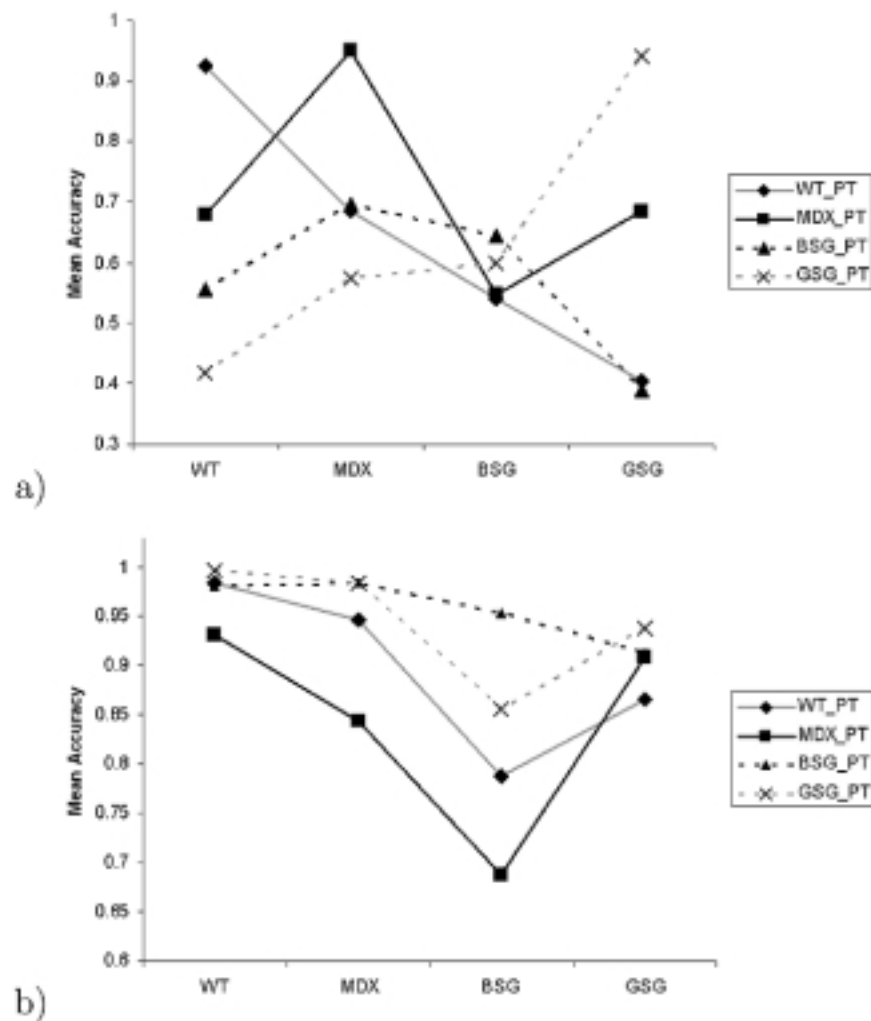 1
0.9
0.8
0.7
0.6
0.5
0.4
0.3
Mean Accuracy
WT MDX BSG GSG
WT_PT
MDX_PT
BSG_PT
GSG_PT
a)
1
0.95
0.9
0.85
0.8
0.75
0.7
0.65
0.6
Mean Accuracy
WT MDX BSG GSG
WT_PT
MDX_PT
BSG_PT
GSG_PT
b)